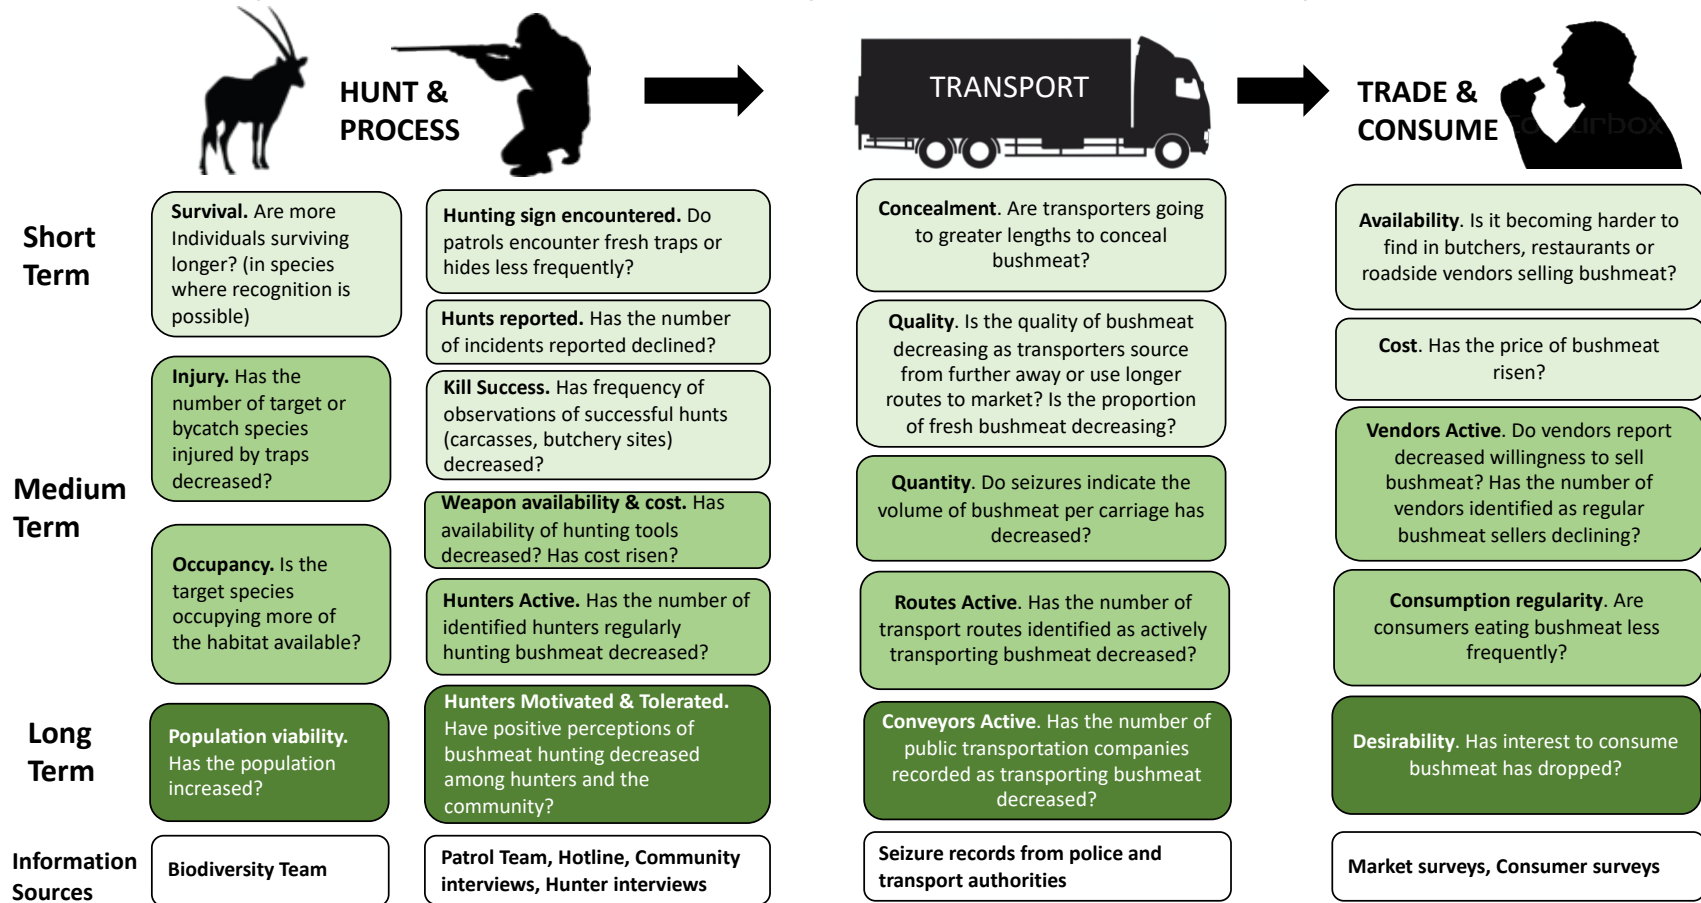 HUNT &
PROCESS
TRANSPORT
TRADE &
CONSUME
Short
Term
Survival. Are more
Individuals surviving
longer? (in species
where recognition is
possible)
Hunting sign encountered. Do
patrols encounter fresh traps or
hides less frequently?
Hunts reported. Has the number
of incidents reported declined?
Kill Success. Has frequency of
observations of successful hunts
(carcasses, butchery sites)
decreased?
Concealment. Are transporters going
to greater lengths to conceal
bushmeat?
Quality. Is the quality of bushmeat
decreasing as transporters source
from further away or use longer
routes to market? Is the proportion
of fresh bushmeat decreasing?
Availability. Is it becoming harder to
find in butchers, restaurants or
roadside vendors selling bushmeat?
Cost. Has the price of bushmeat
risen?
Medium
Term
Injury. Has the
number of target or
bycatch species
injured by traps
decreased?
Occupancy. Is the
target species
occupying more of
the habitat available?
Weapon availability & cost. Has
availability of hunting tools
decreased? Has cost risen?
Hunters Active. Has the number of
identified hunters regularly
hunting bushmeat decreased?
Quantity. Do seizures indicate the
volume of bushmeat per carriage has
decreased?
Routes Active. Has the number of
transport routes identified as actively
transporting bushmeat decreased?
Vendors Active. Do vendors report
decreased willingness to sell
bushmeat? Has the number of
vendors identified as regular
bushmeat sellers declining?
Consumption regularity. Are
consumers eating bushmeat less
frequently?
Long
Term
Population viability.
Has the population
increased?
Hunters Motivated & Tolerated.
Have positive perceptions of
bushmeat hunting decreased
among hunters and the
community?
Conveyors Active. Has the number of
public transportation companies
recorded as transporting bushmeat
decreased?
Desirability. Has interest to consume
bushmeat has dropped?
Information
Sources
Biodiversity Team
Patrol Team, Hotline, Community
interviews, Hunter interviews
Seizure records from police and
transport authorities
Market surveys, Consumer surveys